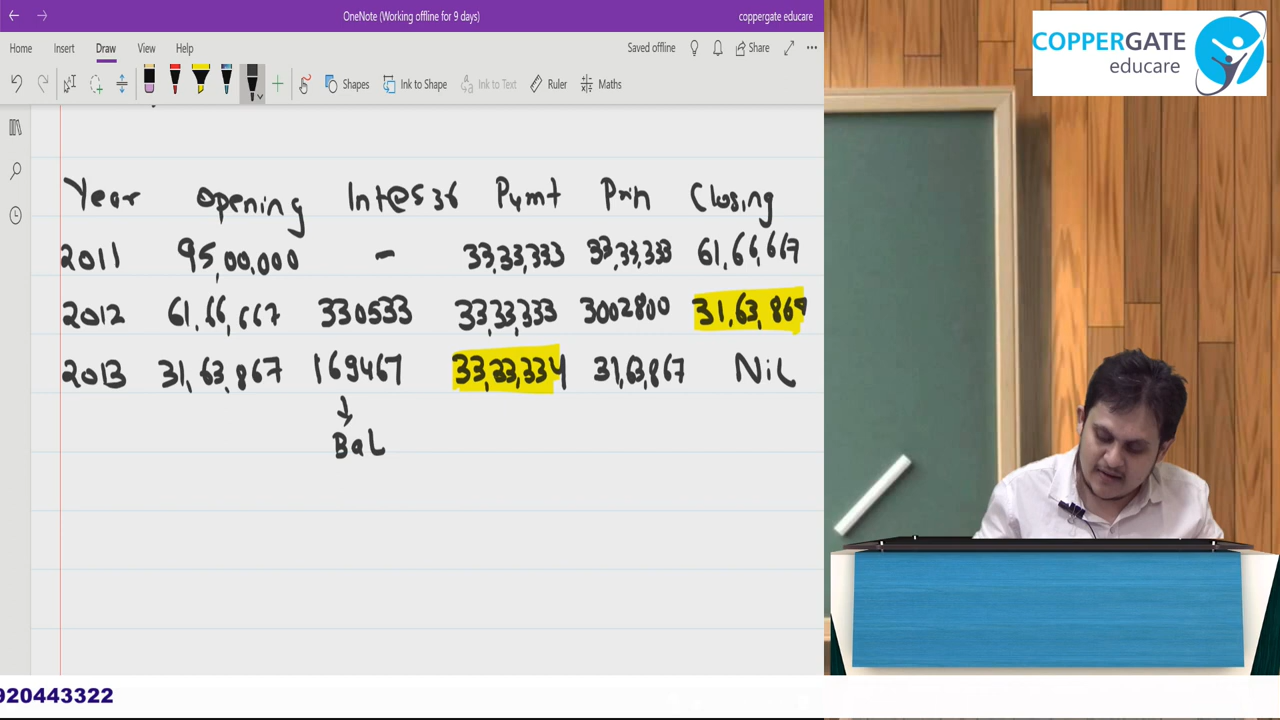 OneNote (Working offline for 9 days)
coppergate educare
Home Insert Draw View Help
Saved offline
Share
Shapes
Ink to Shape
Ink to Text
Ruler
Maths
COPPERGATE
educare
Year Opening Int@5.36 Pymt Prin Closing
2011 95,00,000 - 33,33,333 33,33,333 61,66,667
2012 61,66,667 330533 33,33,333 3002800 31,63,867
2013 31,63,867 169467 33,33,334 31,63,867 Nil
Bal
920443322